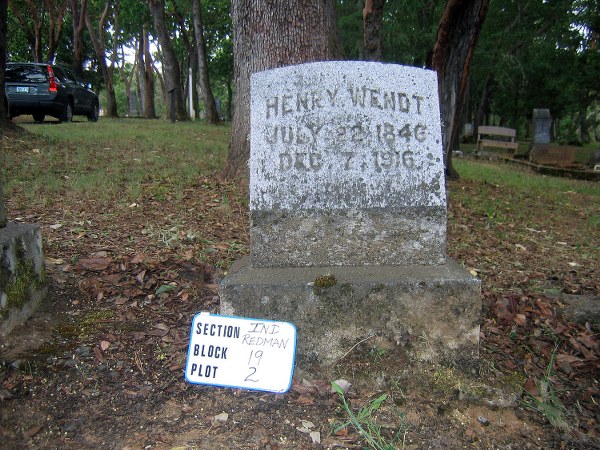 HENRY WENDT
JULY 22, 1846
DEC 7, 1916
SECTION IND REDMAN
BLOCK 19
PLOT 2